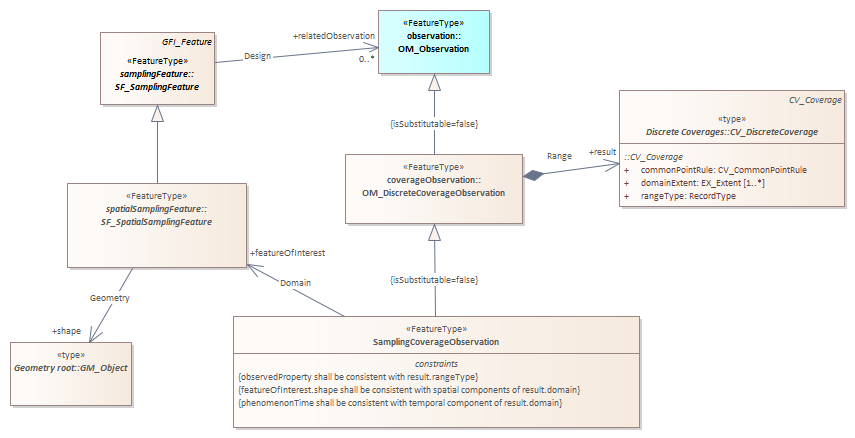 «FeatureType»
observation::
OM_Observation
GFI_Feature
«FeatureType»
samplingFeature::
SF_SamplingFeature
+relatedObservation
Design
0..*
{isSubstitutable=false}
CV_Coverage
«type»
Discrete Coverages::CV_DiscreteCoverage
::CV_Coverage
+ commonPointRule: CV_CommonPointRule
+ domainExtent: EX_Extent [1..*]
+ rangeType: RecordType
Range
+result
«FeatureType»
coverageObservation::
OM_DiscreteCoverageObservation
«FeatureType»
spatialSamplingFeature::
SF_SpatialSamplingFeature
+featureOfInterest
Domain
{isSubstitutable=false}
Geometry
+shape
«type»
Geometry root::GM_Object
«FeatureType»
SamplingCoverageObservation
constraints
{observedProperty shall be consistent with result.rangeType}
{featureOfInterest.shape shall be consistent with spatial components of result.domain}
{phenomenonTime shall be consistent with temporal component of result.domain}